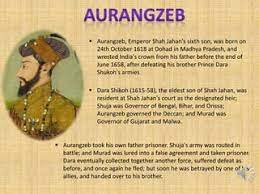 AURANGZEB
Aurangzeb, Emperor Shah Jahan's sixth son, was born on
24th October 1618 at Dohad in Madhya Pradesh, and
wrested India's crown from his father before the end of
June 1658, after defeating his brother Prince Dara
Shukoh's armies.
Dara Shikoh (1615-58), the eldest son of Shah Jahan, was
resident at Shah Jahan's court as the designated heir;
Shuja was Governor of Bengal, Bihar, and Orissa;
Aurangzeb governed the Deccan; and Murad was
Governor of Gujarat and Malwa.
Aurangzeb took his own father prisoner. Shuja's army was routed in
battle; and Murad was lured into a false agreement and taken prisoner.
Dara eventually collected together another force, suffered defeat as
before, and once again he fled; but soon he was betrayed by one of his
allies, and handed over to his brother.